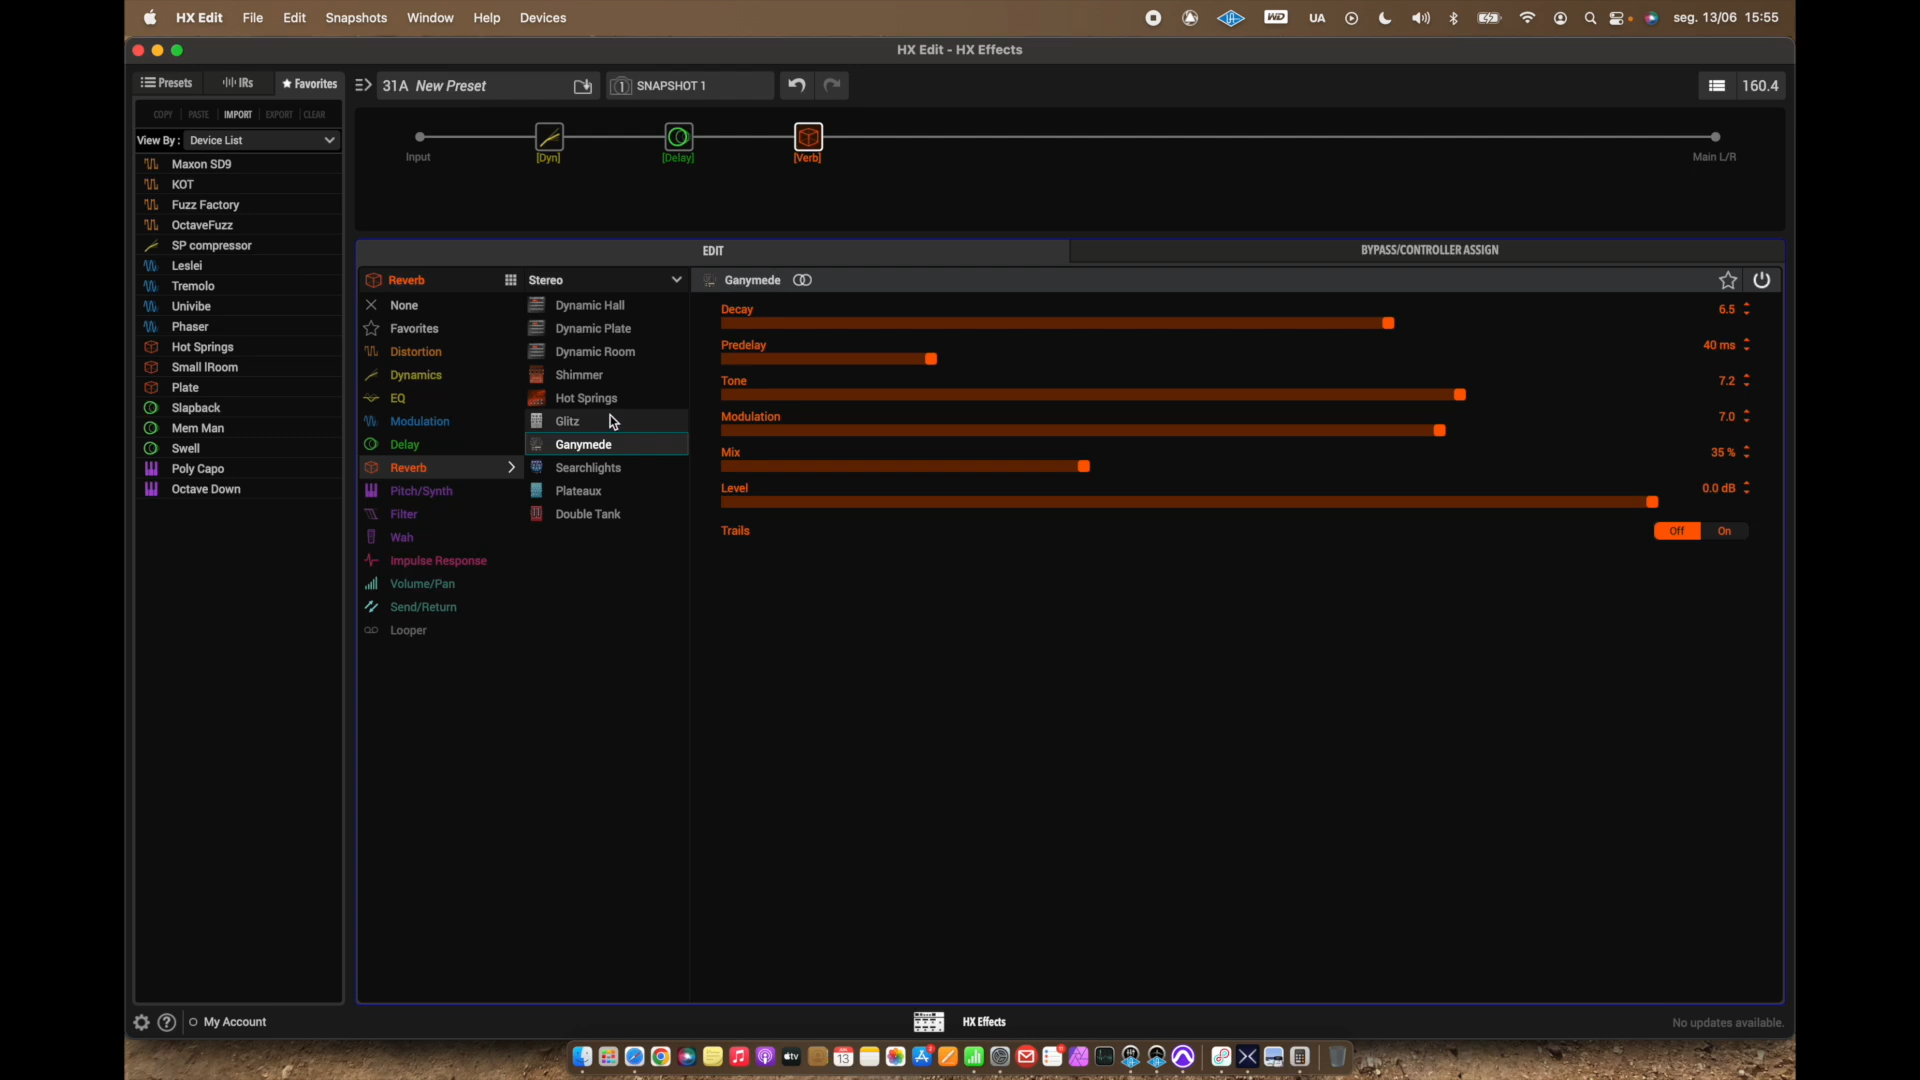 HX Edit File Edit Snapshots Window Help Devices
WD UA seg. 13/06 15:55
HX Edit - HX Effects
Presets IRs Favorites
31A New Preset
1 SNAPSHOT 1
160.4
COPY PASTE IMPORT EXPORT CLEAR
View By : Device List
Maxon SD9
KOT
Fuzz Factory
OctaveFuzz
SP compressor
Leslei
Tremolo
Univibe
Phaser
Hot Springs
Small lRoom
Plate
Slapback
Mem Man
Swell
Poly Capo
Octave Down
Input
[Dyn]
[Delay]
[Verb]
Main L/R
EDIT
BYPASS/CONTROLLER ASSIGN
Reverb
None
Favorites
Distortion
Dynamics
EQ
Modulation
Delay
Reverb
Pitch/Synth
Filter
Wah
Impulse Response
Volume/Pan
Send/Return
Looper
Stereo
Dynamic Hall
Dynamic Plate
Dynamic Room
Shimmer
Hot Springs
Glitz
Ganymede
Searchlights
Plateaux
Double Tank
Ganymede
Decay 6.5
Predelay 40 ms
Tone 7.2
Modulation 7.0
Mix 35 %
Level 0.0 dB
Trails Off On
My Account
HX Effects
No updates available.
tv
13